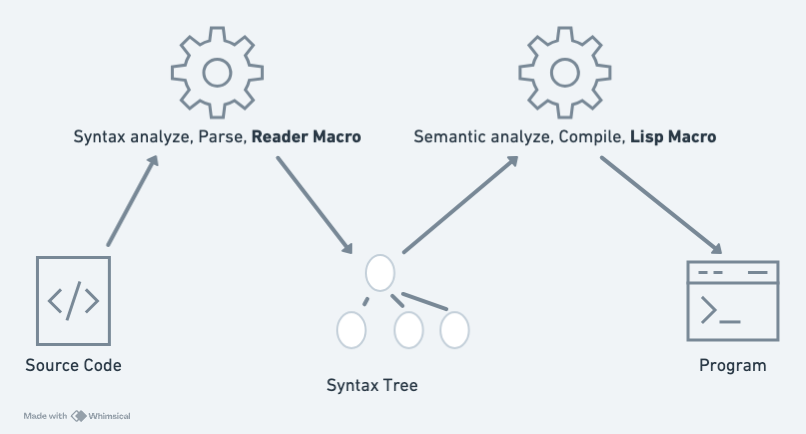 Syntax analyze, Parse, Reader Macro
Semantic analyze, Compile, Lisp Macro
</>
>_
Source Code
Program
Syntax Tree
Made with Whimsical